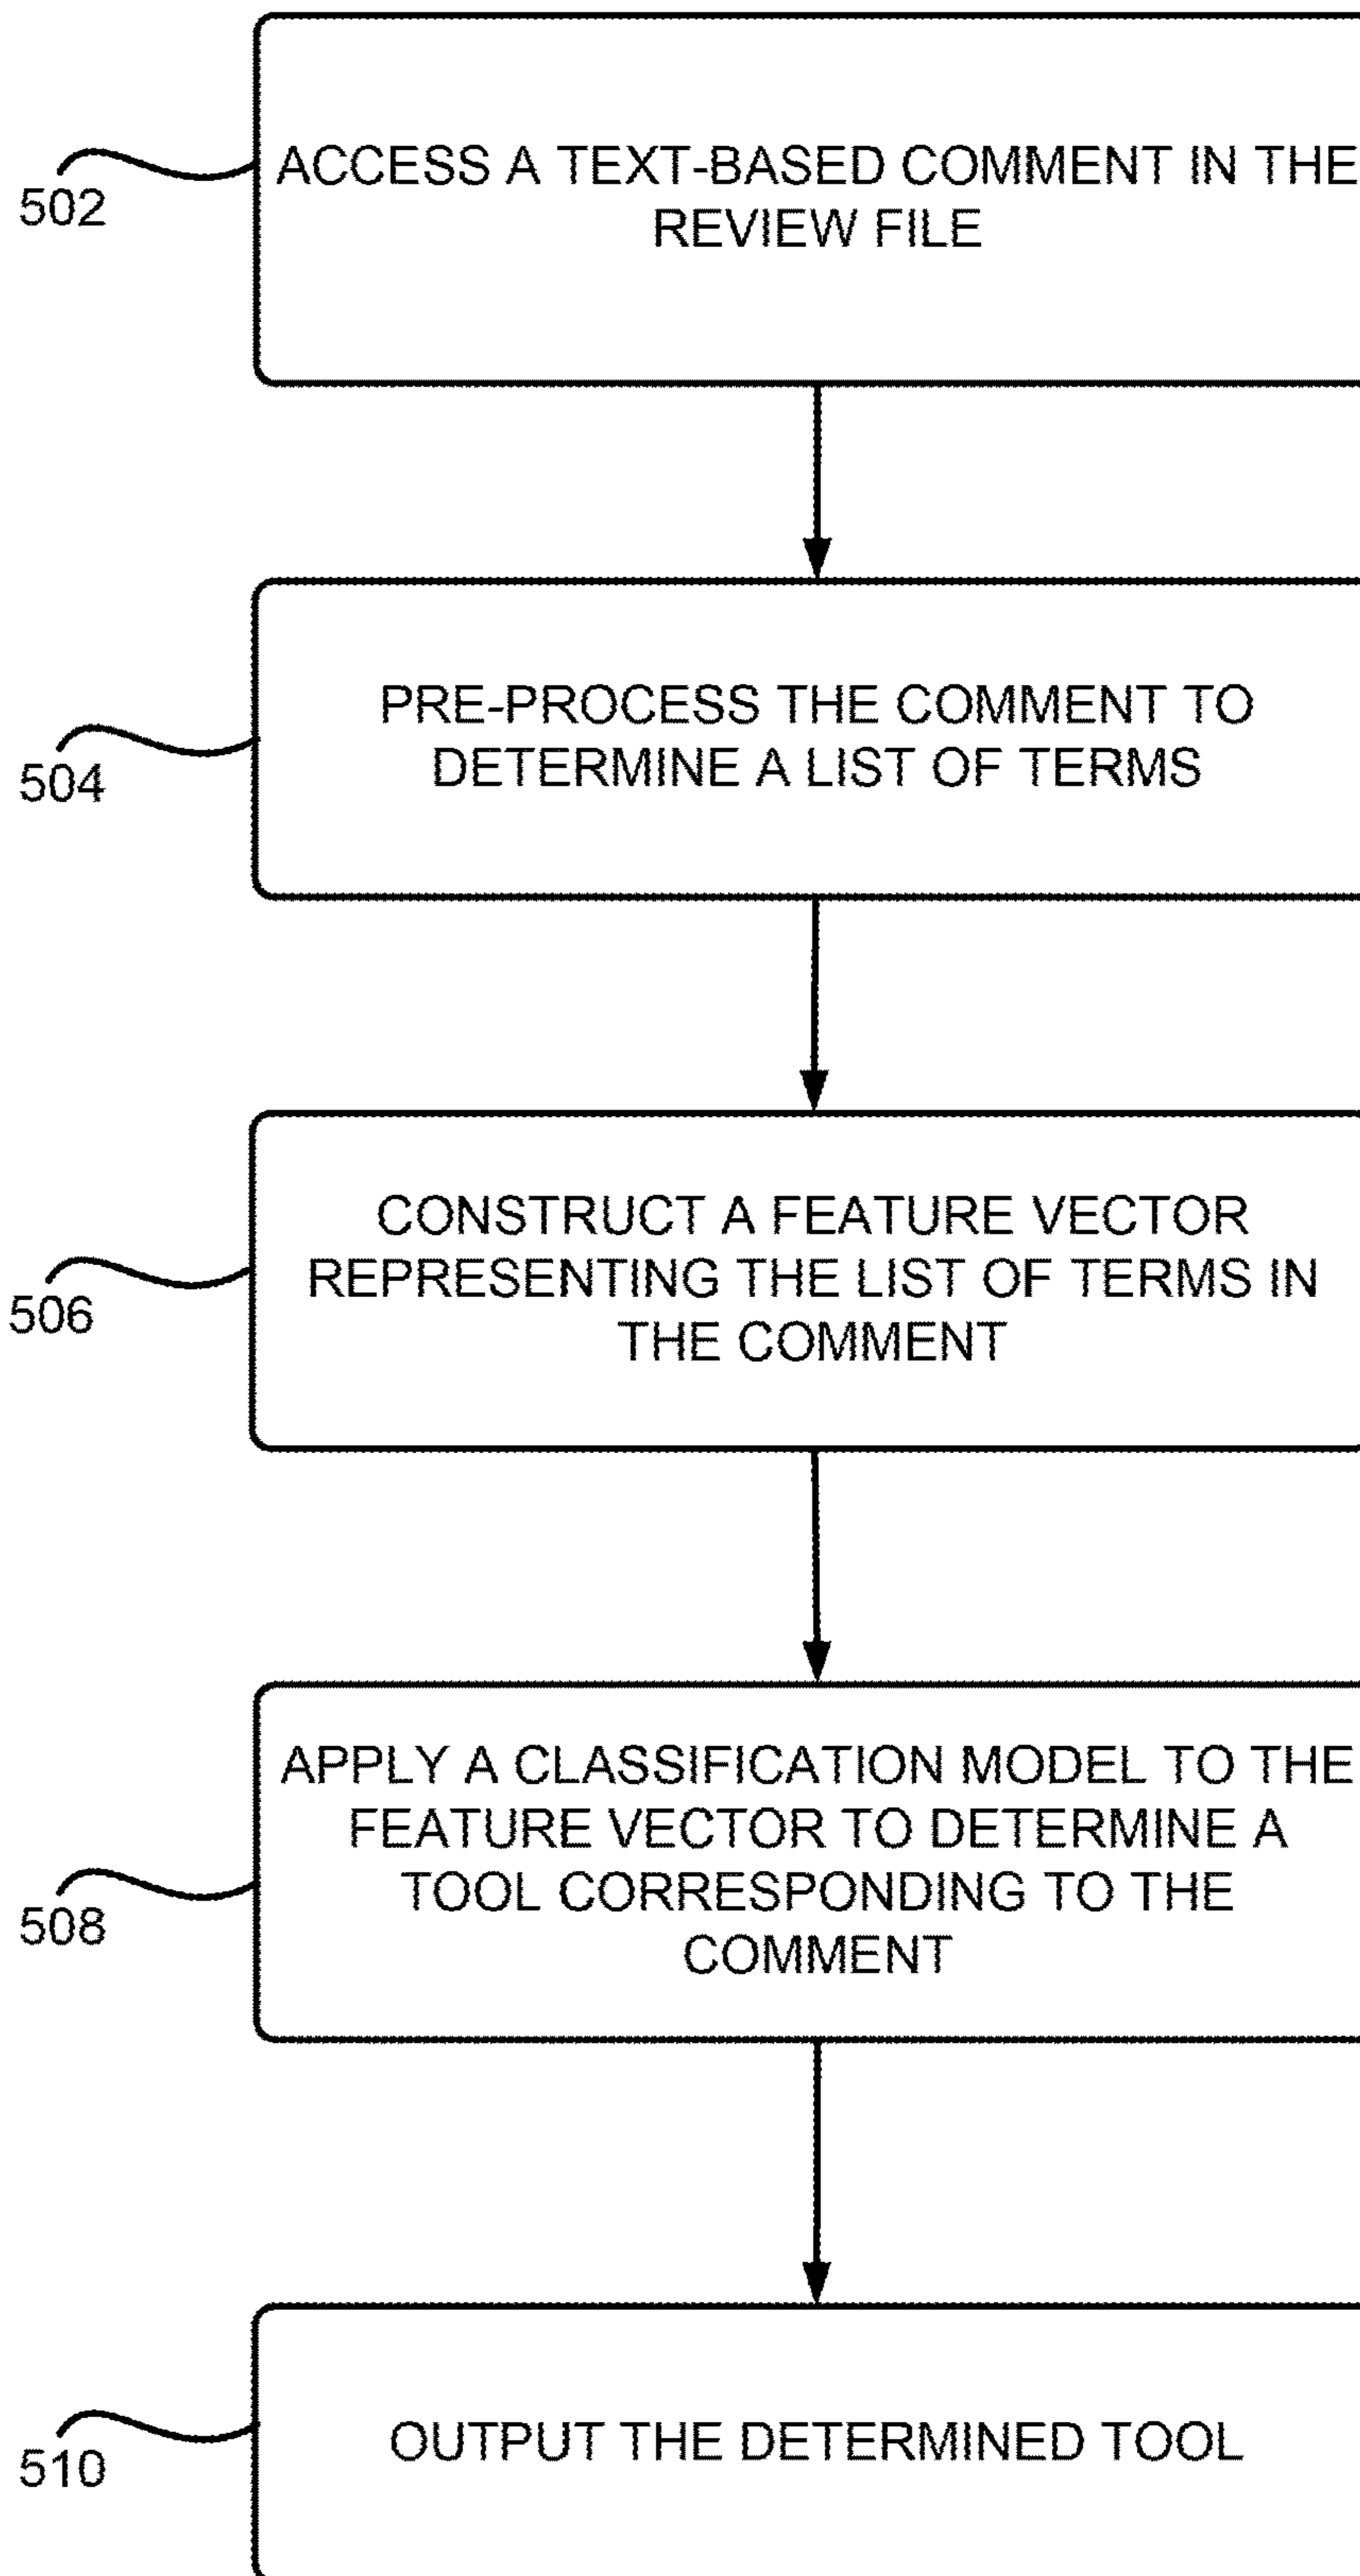 ACCESS A TEXT-BASED COMMENT IN THE
REVIEW FILE
502
PRE-PROCESS THE COMMENT TO
DETERMINE A LIST OF TERMS
504
CONSTRUCT A FEATURE VECTOR
REPRESENTING THE LIST OF TERMS IN
THE COMMENT
506
APPLY A CLASSIFICATION MODEL TO THE
FEATURE VECTOR TO DETERMINE A
TOOL CORRESPONDING TO THE
COMMENT
508
OUTPUT THE DETERMINED TOOL
510